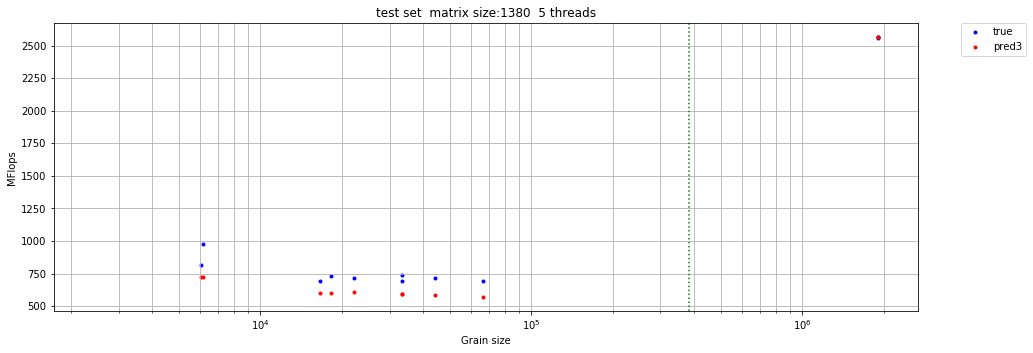 test set  matrix size:1380  5 threads
true
pred3
MFlops
2500
2250
2000
1750
1500
1250
1000
750
500
10⁴
10⁵
10⁶
Grain size